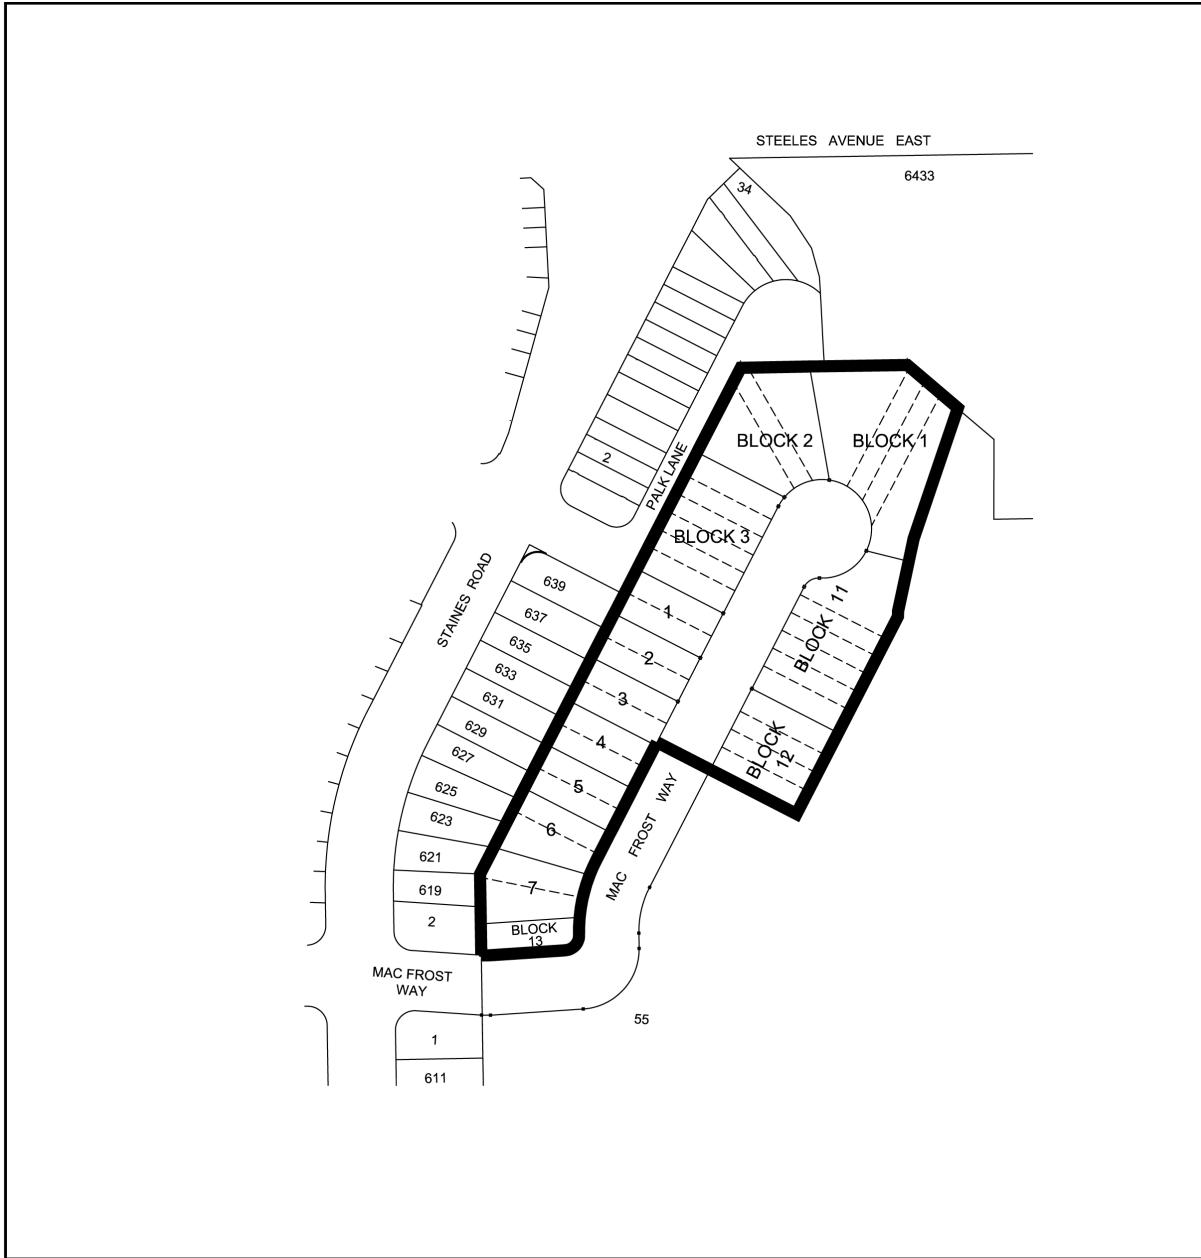 STEELES AVENUE EAST
6433
34
2
PALK LANE
BLOCK 2
BLOCK 1
BLOCK 3
STAINES ROAD
639
637
635
633
631
629
627
625
623
621
619
2
1
2
3
4
5
6
7
BLOCK 11
BLOCK
12
BLOCK
13
MAC FROST WAY
MAC FROST
WAY
55
1
611